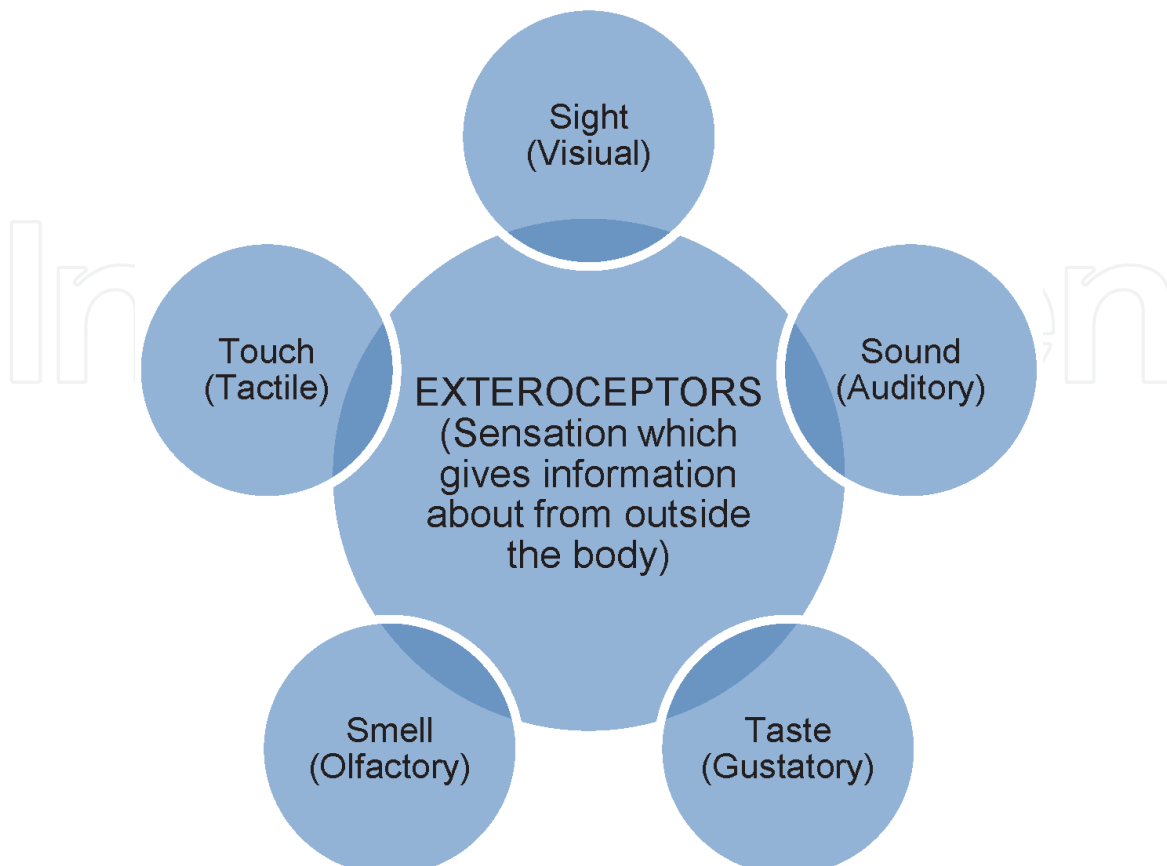 Sight
(Visiual)
Touch
(Tactile)
Sound
(Auditory)
EXTEROCEPTORS
(Sensation which
gives information
about from outside
the body)
Smell
(Olfactory)
Taste
(Gustatory)